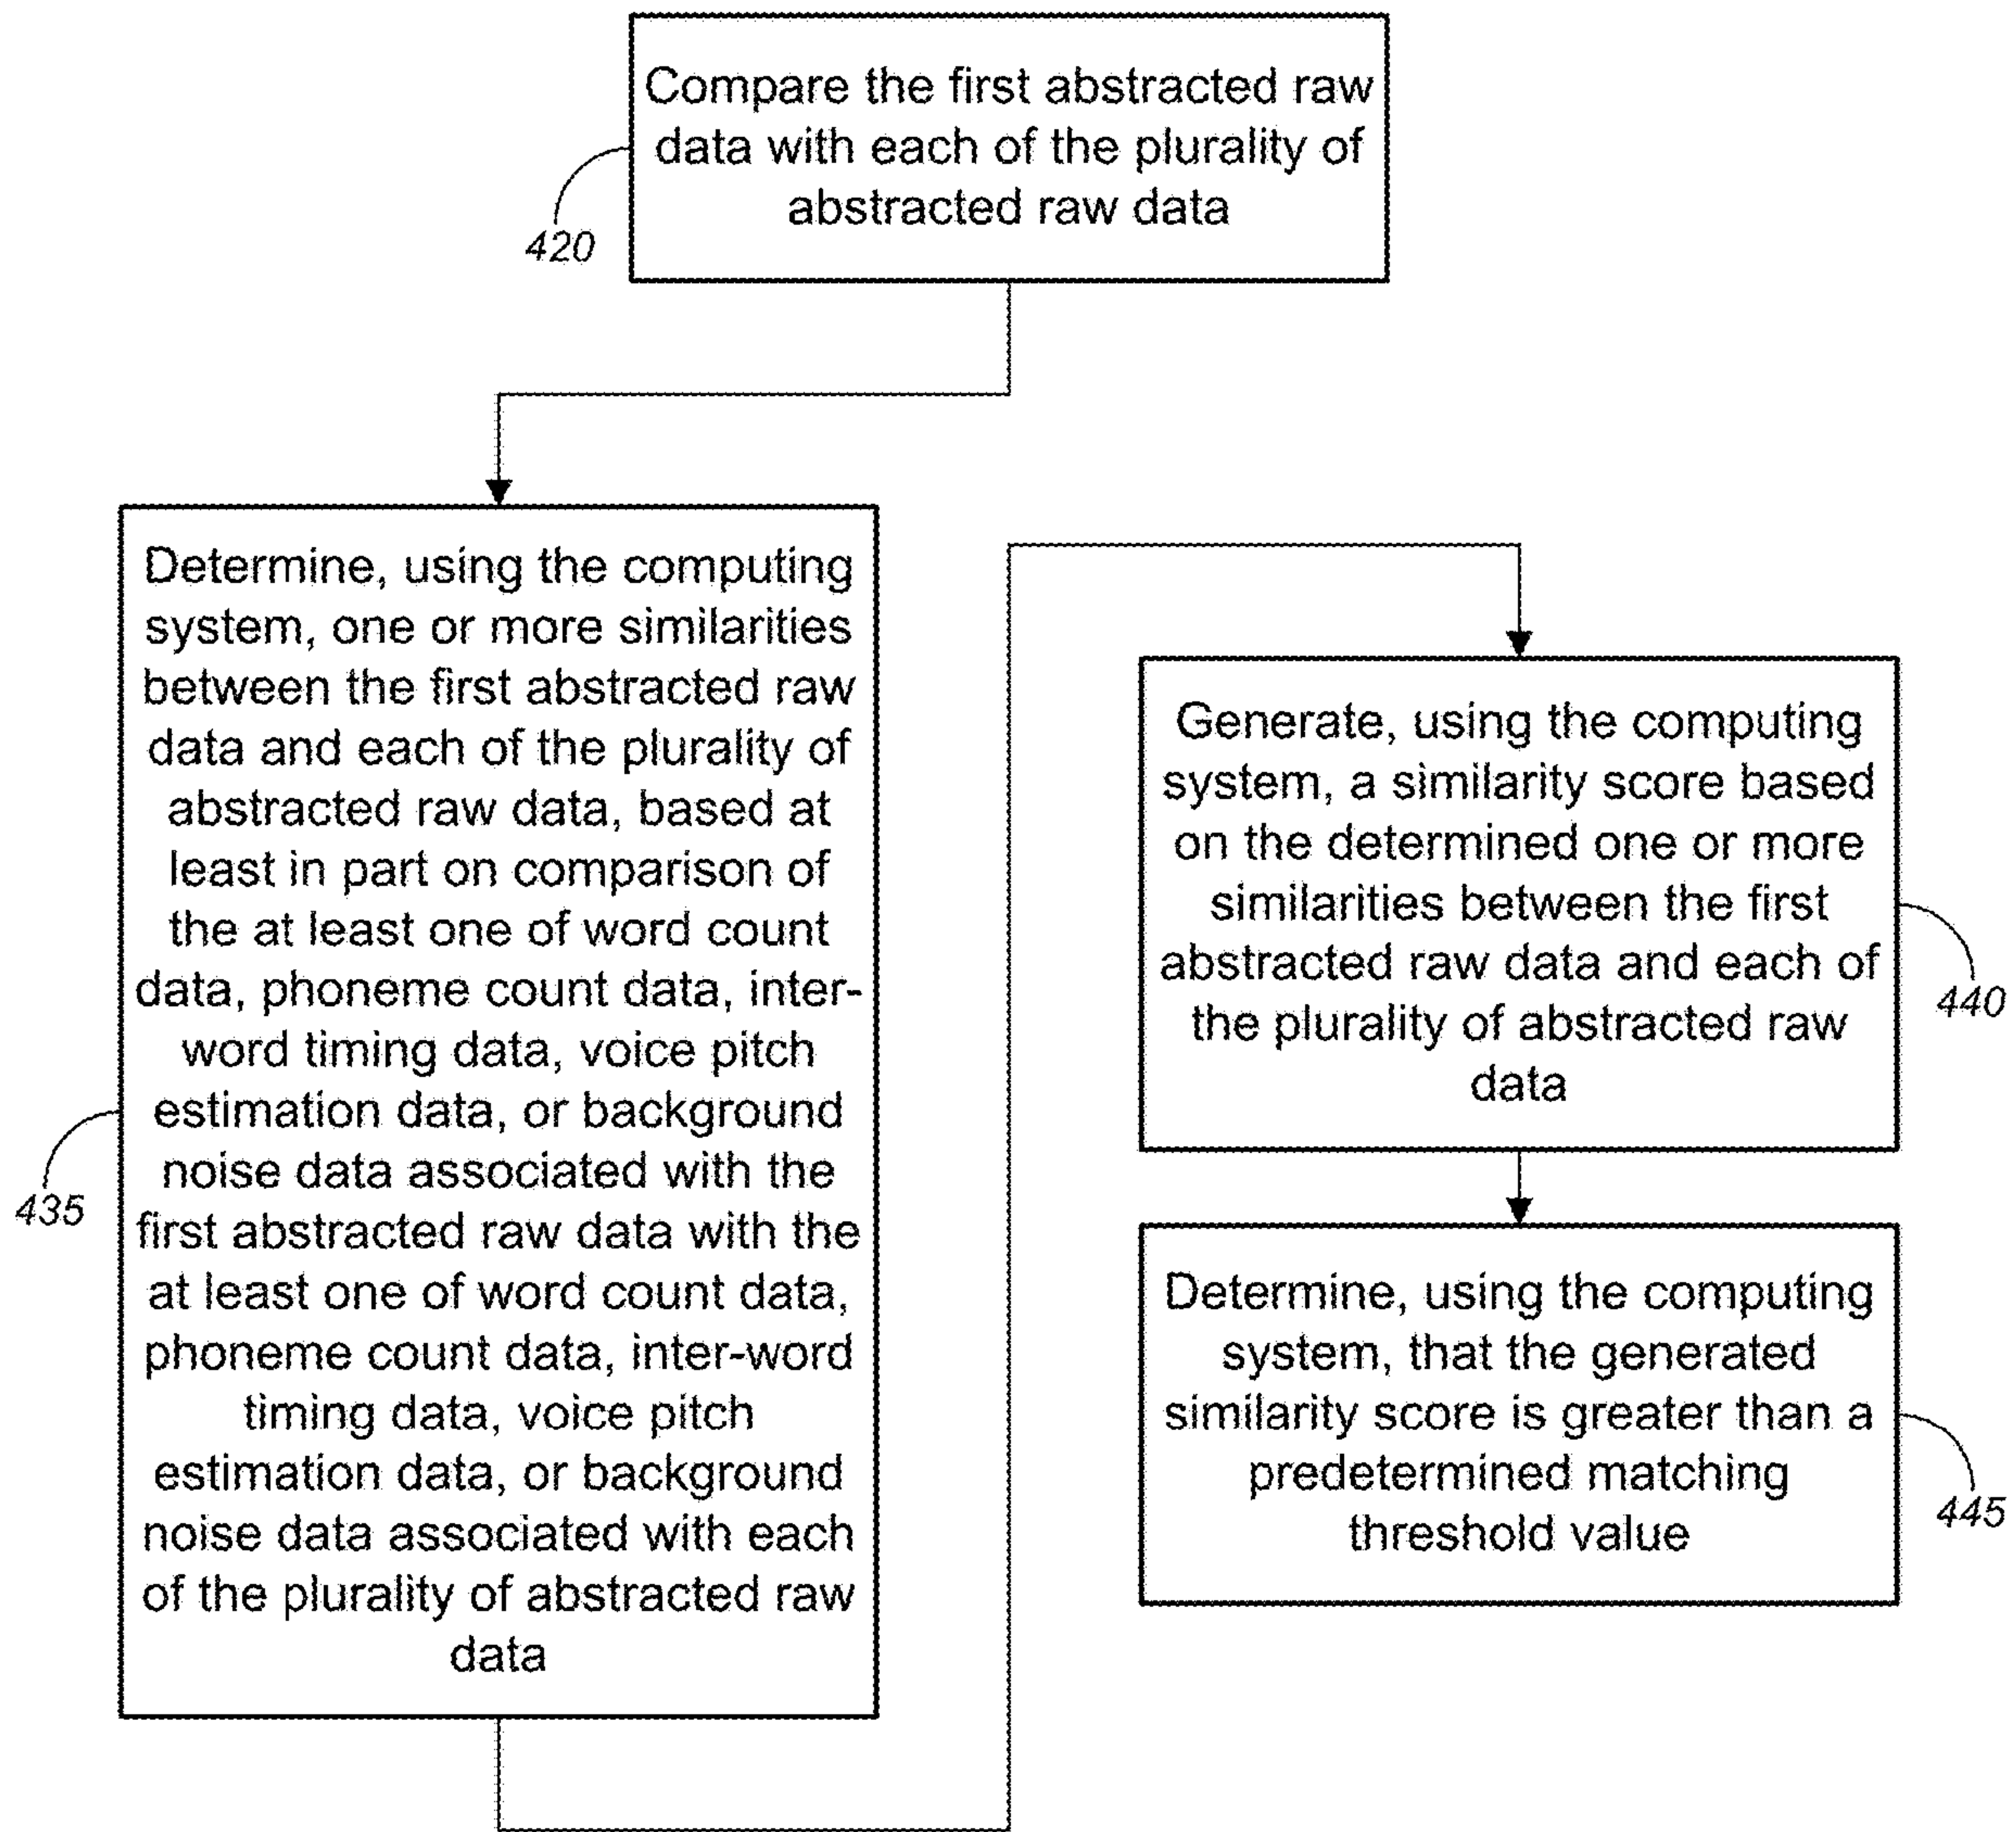 Compare the first abstracted raw
data with each of the plurality of
abstracted raw data
420
Determine, using the computing
system, one or more similarities
between the first abstracted raw
data and each of the plurality of
abstracted raw data, based at
least in part on comparison of
the at least one of word count
data, phoneme count data, inter-
word timing data, voice pitch
estimation data, or background
noise data associated with the
first abstracted raw data with the
at least one of word count data,
phoneme count data, inter-word
timing data, voice pitch
estimation data, or background
noise data associated with each
of the plurality of abstracted raw
data
435
Generate, using the computing
system, a similarity score based
on the determined one or more
similarities between the first
abstracted raw data and each of
the plurality of abstracted raw
data
440
Determine, using the computing
system, that the generated
similarity score is greater than a
predetermined matching
threshold value
445